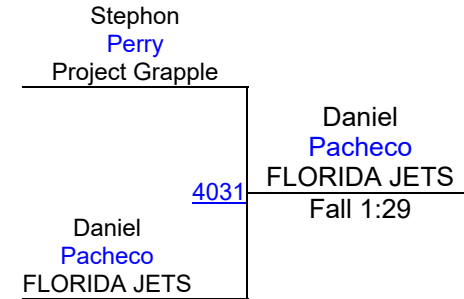 Stephon
Perry
Project Grapple
Daniel
Pacheco
FLORIDA JETS
4031
Fall 1:29
Daniel
Pacheco
FLORIDA JETS